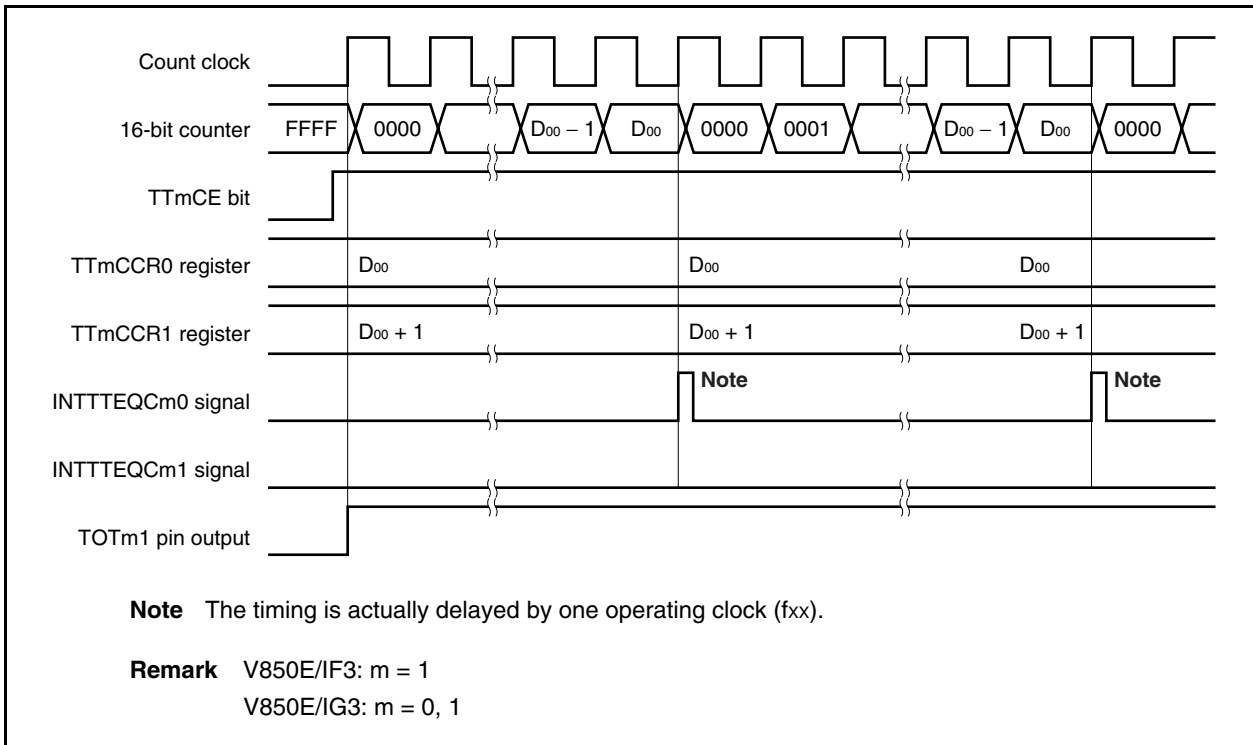 Count clock
16-bit counter FFFF 0000 D00 − 1 D00 0000 0001 D00 − 1 D00 0000
TTmCE bit
TTmCCR0 register D00 D00 D00
TTmCCR1 register D00 + 1 D00 + 1 D00 + 1
INTTTEQCm0 signal Note Note
INTTTEQCm1 signal
TOTm1 pin output
Note The timing is actually delayed by one operating clock (fxx).
Remark V850E/IF3: m = 1
V850E/IG3: m = 0, 1